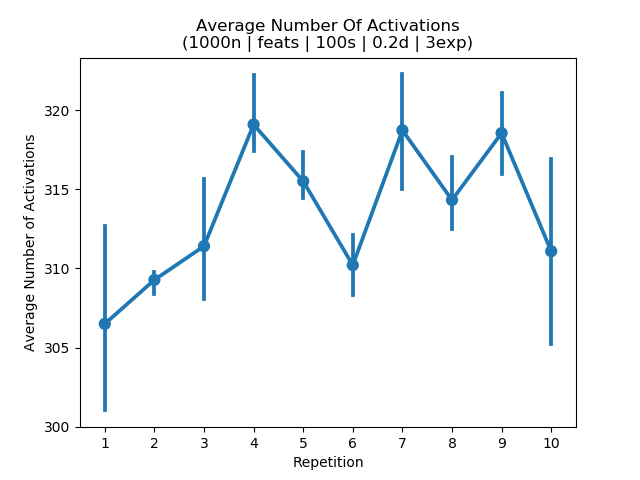 Average Number Of Activations
(1000n | feats | 100s | 0.2d | 3exp)
Average Number of Activations
320
315
310
305
300
1 2 3 4 5 6 7 8 9 10
Repetition